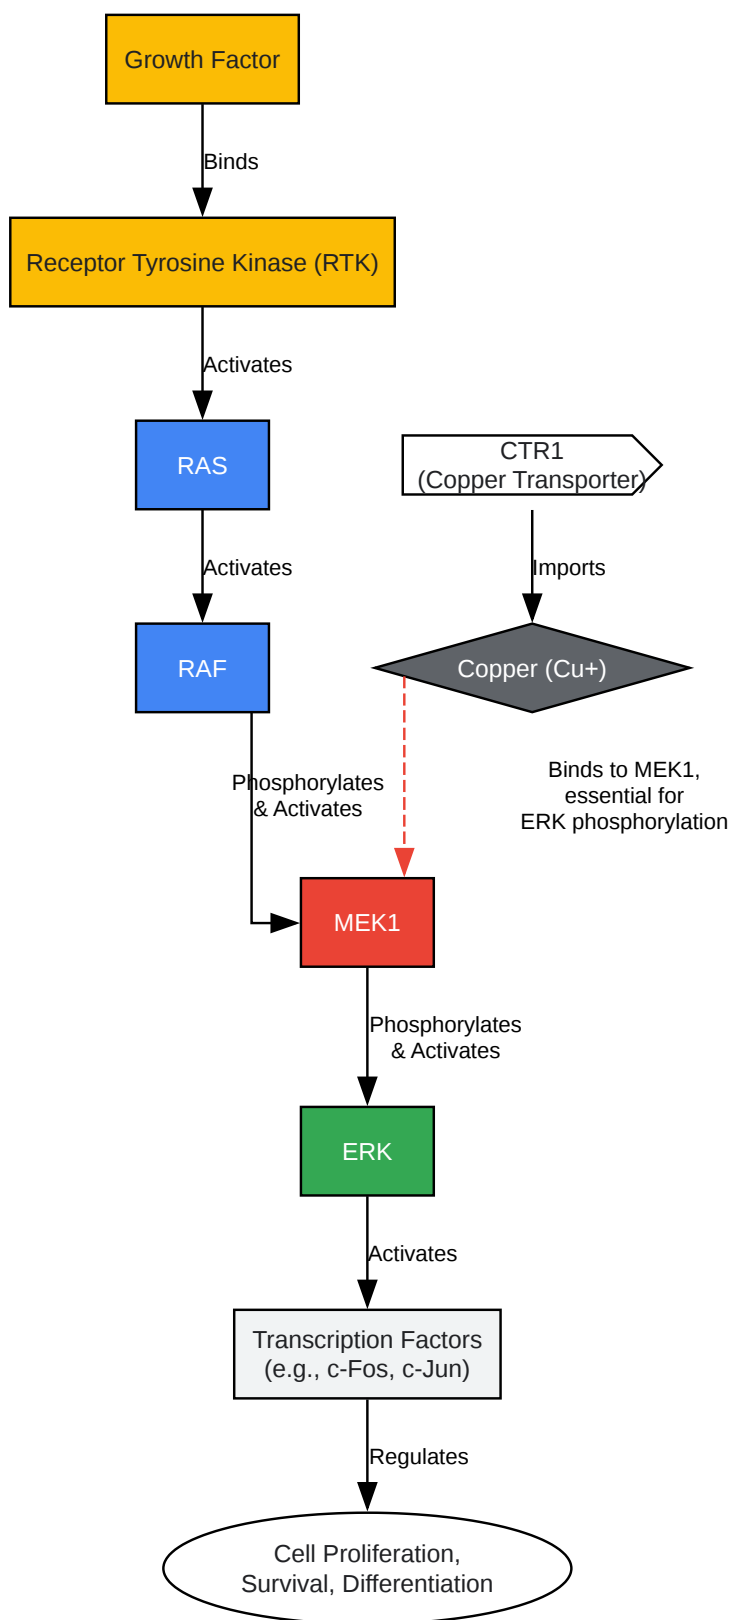 Growth Factor
Binds
Receptor Tyrosine Kinase (RTK)
Activates
RAS
CTR1
(Copper Transporter)
Activates
Imports
RAF
Copper (Cu+)
Phosphorylates
& Activates
Binds to MEK1,
essential for
ERK phosphorylation
MEK1
Phosphorylates
& Activates
ERK
Activates
Transcription Factors
(e.g., c-Fos, c-Jun)
Regulates
Cell Proliferation,
Survival, Differentiation